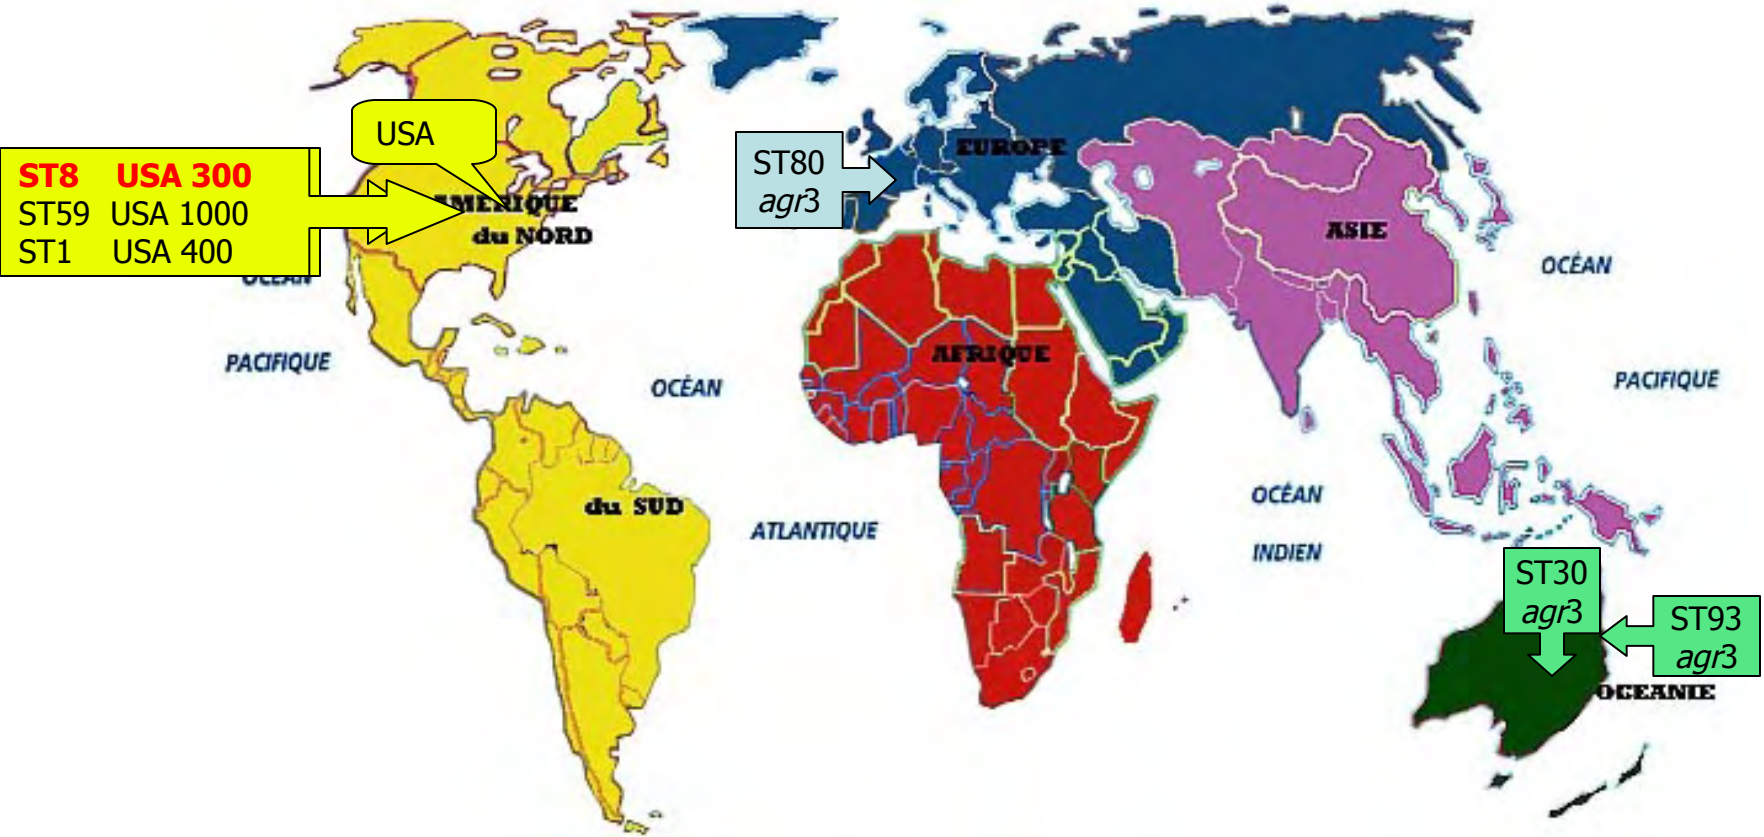 USA
ST8 USA 300
ST59 USA 1000
ST1 USA 400
AMÉRIQUE
du NORD
OCÉAN
PACIFIQUE
du SUD
OCÉAN
ATLANTIQUE
ST80
agr3
EUROPE
AFRIQUE
ASIE
OCÉAN
PACIFIQUE
OCÉAN
INDIEN
ST30
agr3
ST93
agr3
OCEANIE